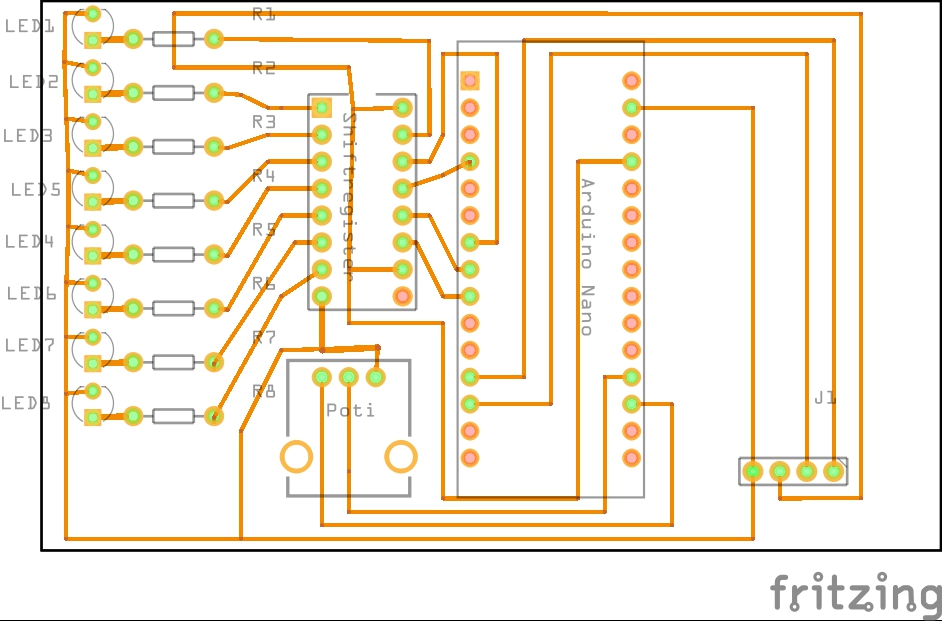 LED1
R1
R2
LED2
R3
LED3
Shiftregister
R4
LED5
Arduino Nano
R5
LED4
R6
LED6
R7
LED7
R8
LED8
Poti
J1
fritzing